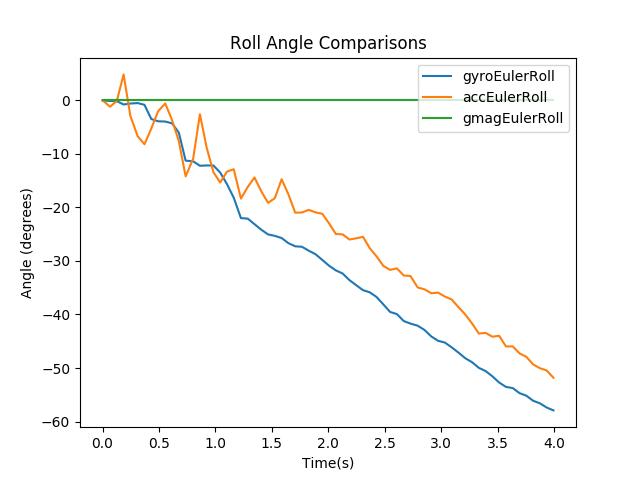 Roll Angle Comparisons
gyroEulerRoll
accEulerRoll
gmagEulerRoll
Angle (degrees)
0
−10
−20
−30
−40
−50
−60
0.0 0.5 1.0 1.5 2.0 2.5 3.0 3.5 4.0
Time(s)